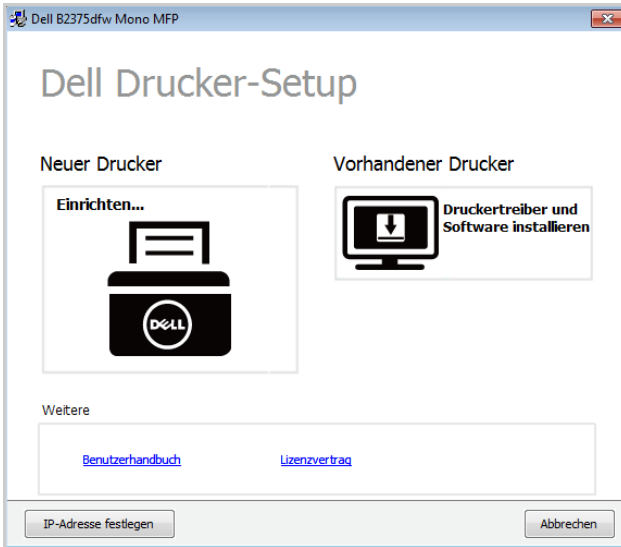 Dell B2375dfw Mono MFP
Dell Drucker-Setup
Neuer Drucker
Einrichten...
DELL
Vorhandener Drucker
Druckertreiber und
Software installieren
Weitere
Benutzerhandbuch
Lizenzvertrag
IP-Adresse festlegen
Abbrechen